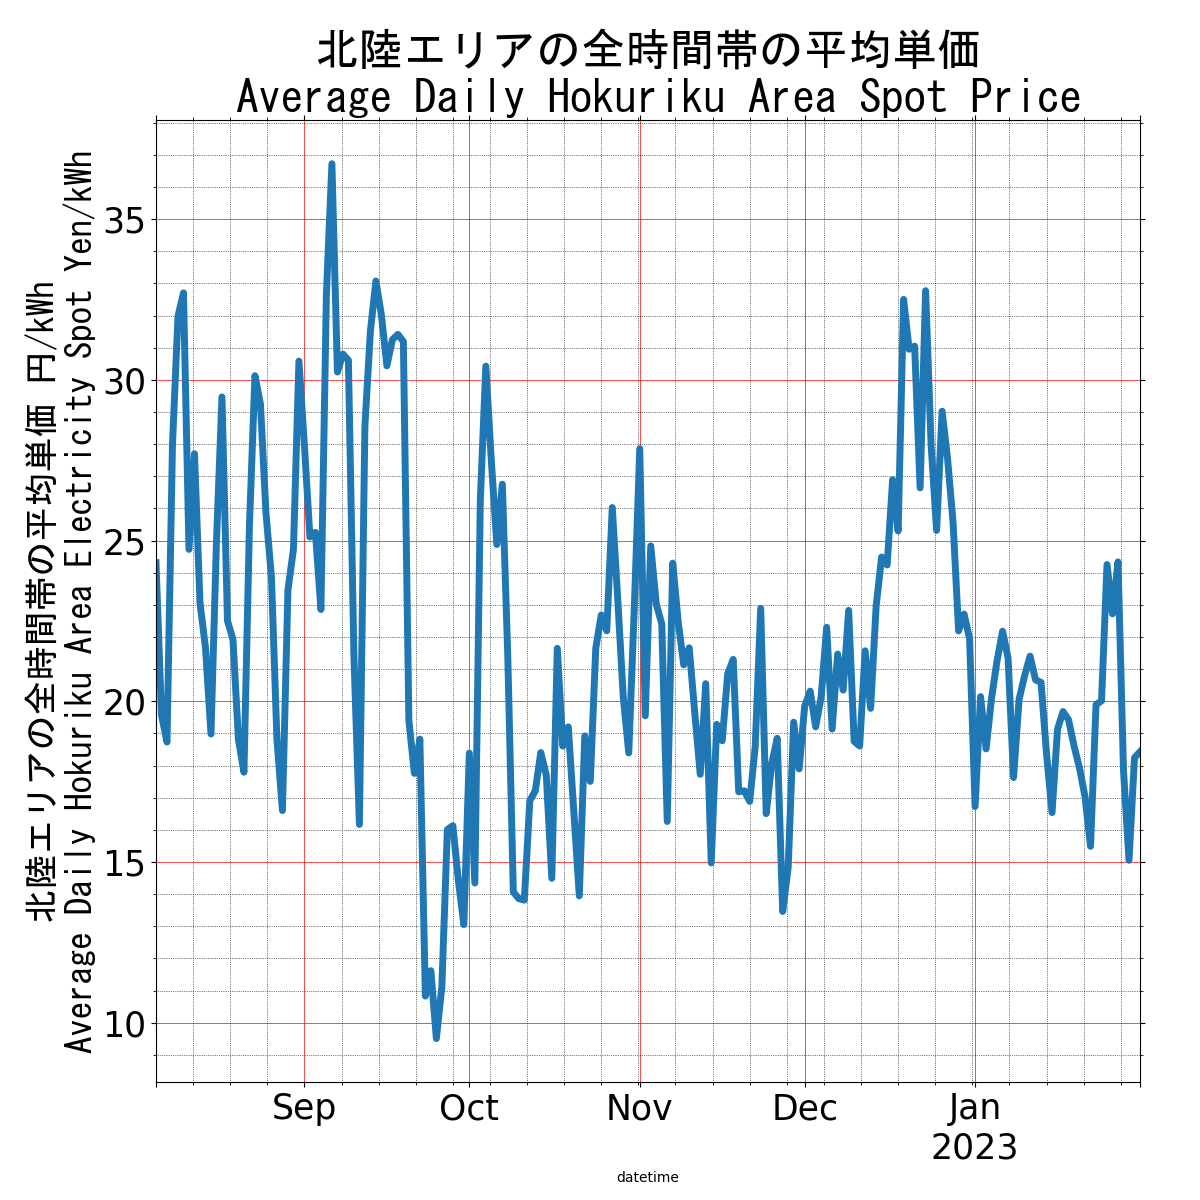 北陸エリアの全時間帯の平均単価
Average Daily Hokuriku Area Spot Price
北陸エリアの全時間帯の平均単価 円/kWh
Average Daily Hokuriku Area Electricity Spot Yen/kWh
35
30
25
20
15
10
Sep Oct Nov Dec Jan
2023
datetime